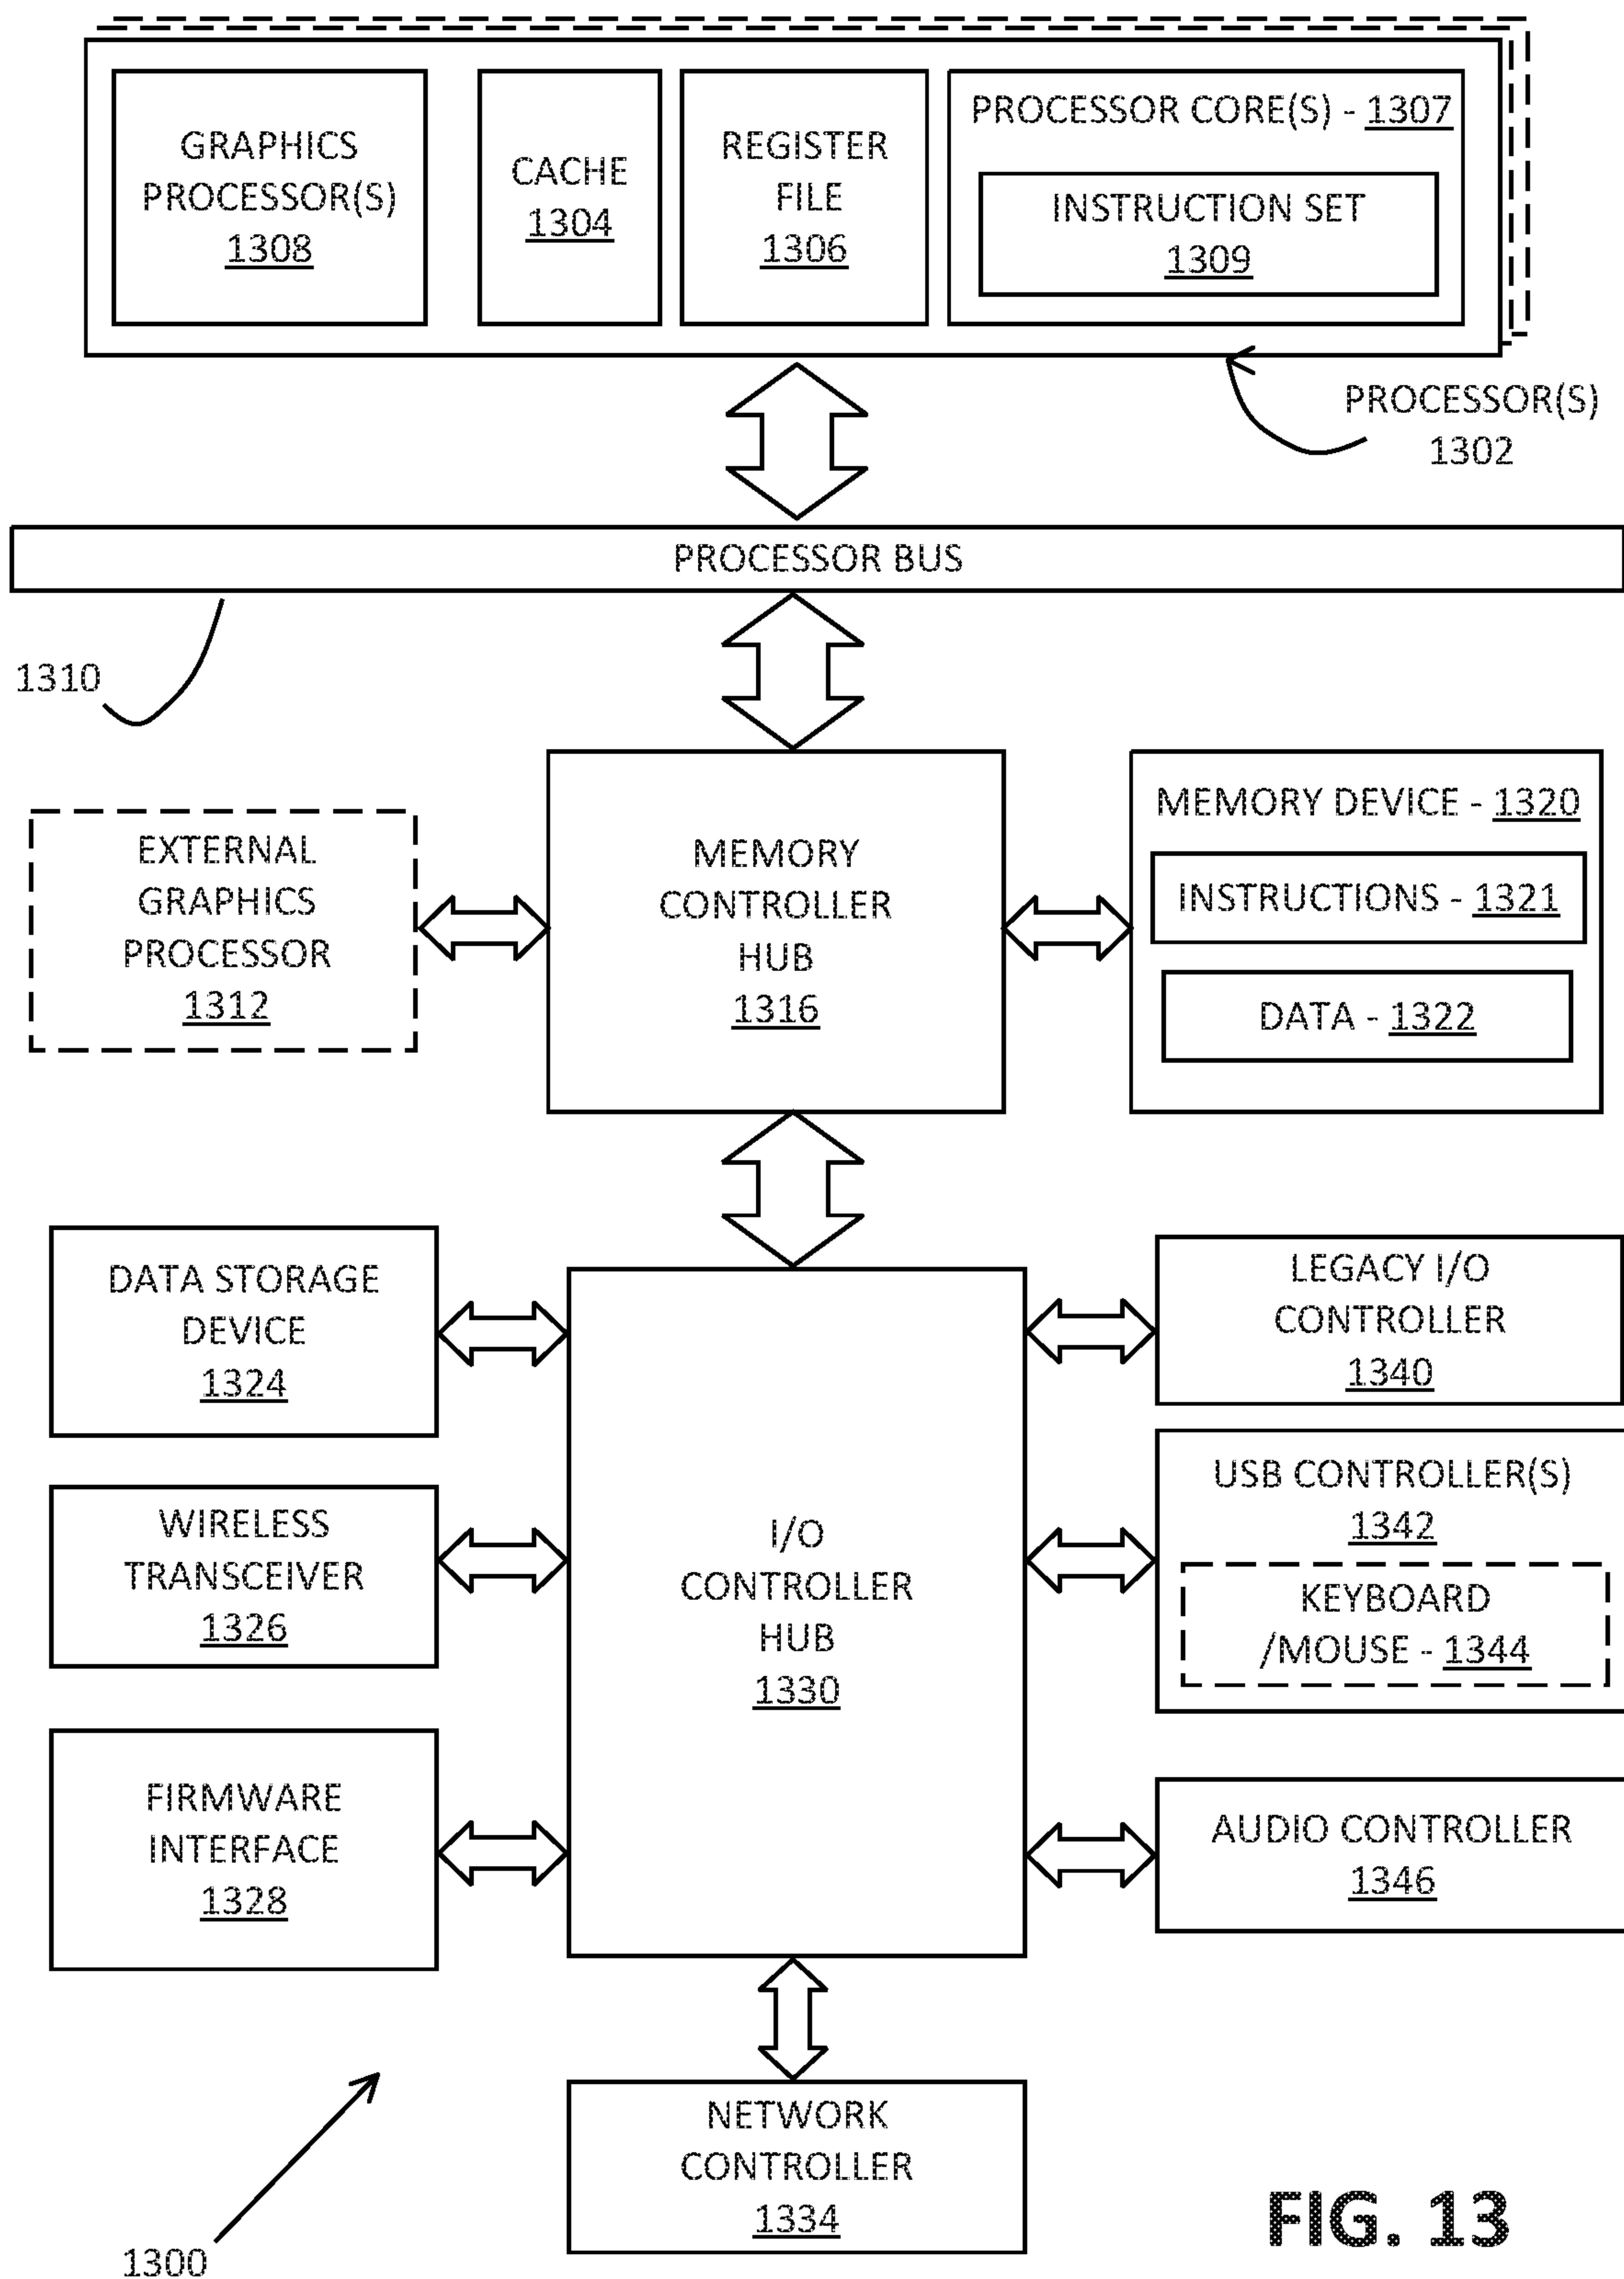 GRAPHICS
PROCESSOR(S)
1308
CACHE
1304
REGISTER
FILE
1306
PROCESSOR CORE(S) - 1307
INSTRUCTION SET
1309
PROCESSOR(S)
1302
PROCESSOR BUS
1310
EXTERNAL
GRAPHICS
PROCESSOR
1312
MEMORY
CONTROLLER
HUB
1316
MEMORY DEVICE - 1320
INSTRUCTIONS - 1321
DATA - 1322
DATA STORAGE
DEVICE
1324
WIRELESS
TRANSCEIVER
1326
FIRMWARE
INTERFACE
1328
I/O
CONTROLLER
HUB
1330
LEGACY I/O
CONTROLLER
1340
USB CONTROLLER(S)
1342
KEYBOARD
/MOUSE - 1344
AUDIO CONTROLLER
1346
NETWORK
CONTROLLER
1334
1300
FIG. 13